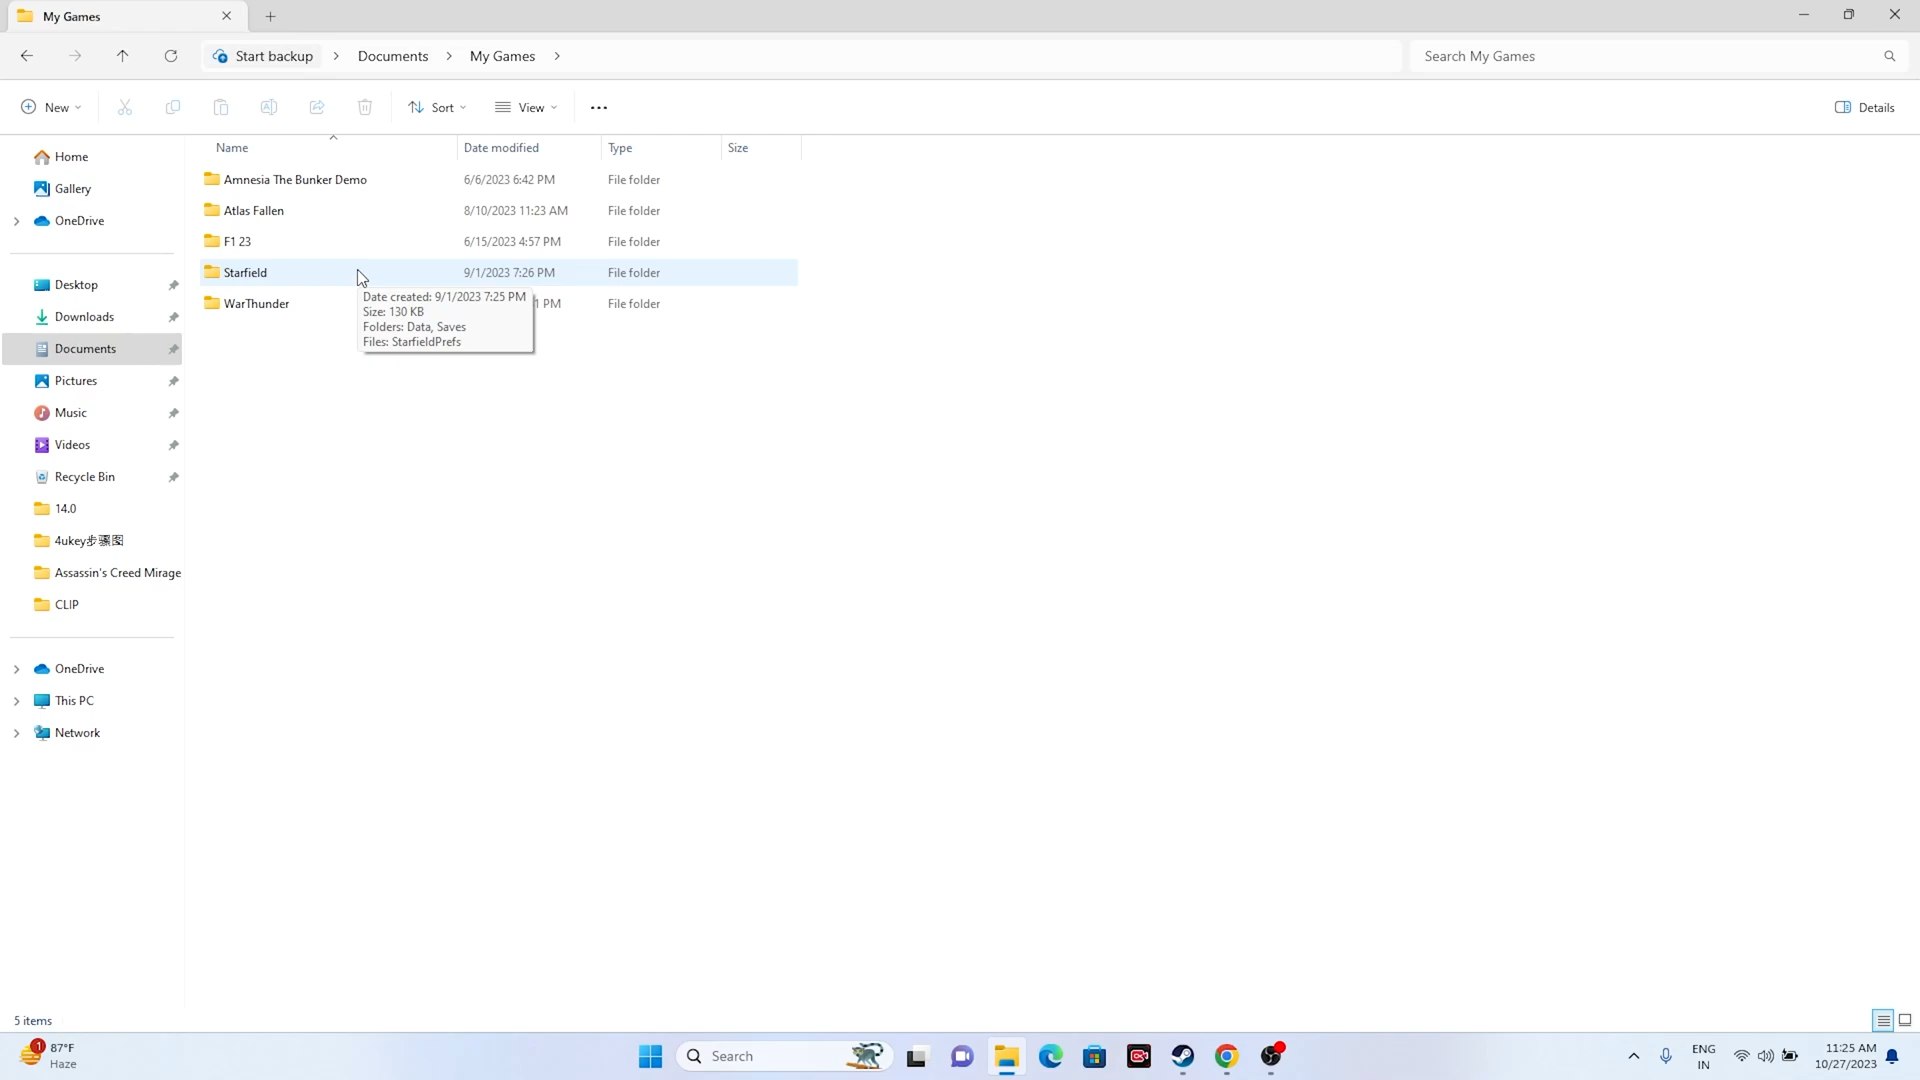 My Games
Start backup > Documents > My Games >
Search My Games
New
Sort
View
Details
Name Date modified Type Size
Home
Gallery
OneDrive
Desktop
Downloads
Documents
Pictures
Music
Videos
Recycle Bin
14.0
4ukey步骤图
Assassin's Creed Mirage
CLIP
OneDrive
This PC
Network
Amnesia The Bunker Demo 6/6/2023 6:42 PM File folder
Atlas Fallen 8/10/2023 11:23 AM File folder
F1 23 6/15/2023 4:57 PM File folder
Starfield 9/1/2023 7:26 PM File folder
WarThunder 1 PM File folder
Date created: 9/1/2023 7:25 PM
Size: 130 KB
Folders: Data, Saves
Files: StarfieldPrefs
5 items
1
87°F
Haze
Search
ENG
IN
11:25 AM
10/27/2023